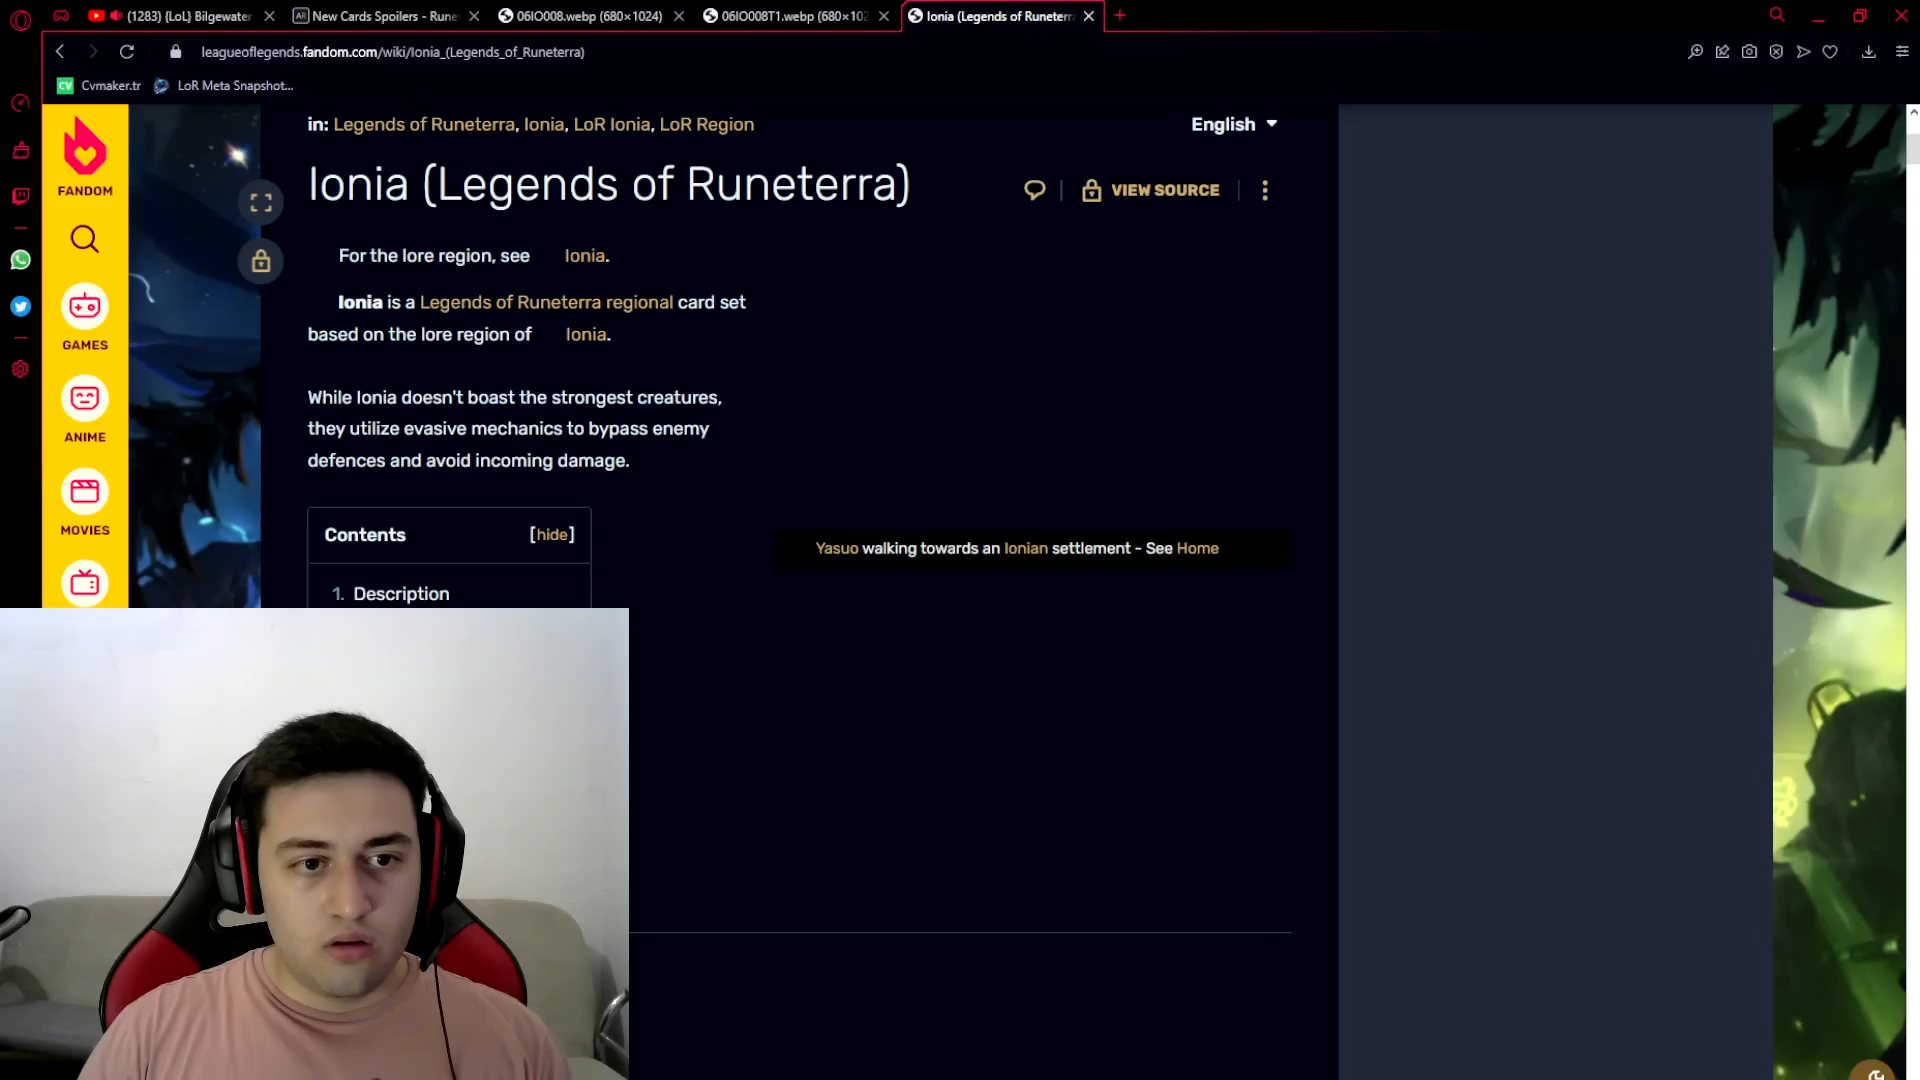 (1283) {LoL} Bilgewater
AR New Cards Spoilers - Rune
06IO008.webp (680×1024)
06IO008T1.webp (680×102
Ionia (Legends of Runeterr
leagueoflegends.fandom.com/wiki/Ionia_(Legends_of_Runeterra)
CV Cvmaker.tr
LoR Meta Snapshot...
FANDOM
GAMES
ANIME
MOVIES
in: Legends of Runeterra, Ionia, LoR Ionia, LoR Region
English
Ionia (Legends of Runeterra)
VIEW SOURCE
For the lore region, see Ionia.
Ionia is a Legends of Runeterra regional card set
based on the lore region of Ionia.
While Ionia doesn't boast the strongest creatures,
they utilize evasive mechanics to bypass enemy
defences and avoid incoming damage.
Contents [hide]
1. Description
Yasuo walking towards an Ionian settlement - See Home